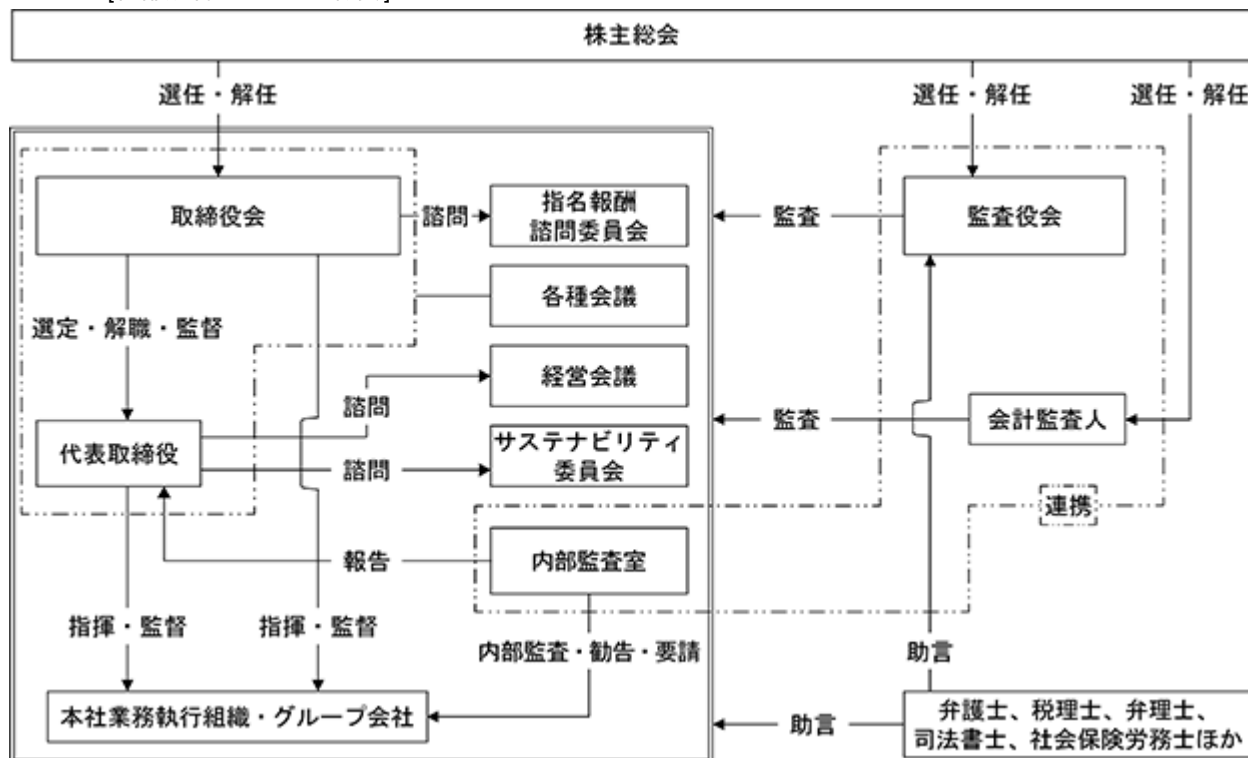 株主総会
選任・解任
選任・解任
選任・解任
取締役会
諮問
指名報酬
諮問委員会
監査
監査役会
各種会議
選定・解職・監督
経営会議
諮問
代表取締役
諮問
サステナビリティ
委員会
監査
会計監査人
連携
報告
内部監査室
指揮・監督
指揮・監督
内部監査・勧告・要請
助言
本社業務執行組織・グループ会社
助言
弁護士、税理士、弁理士、
司法書士、社会保険労務士ほか